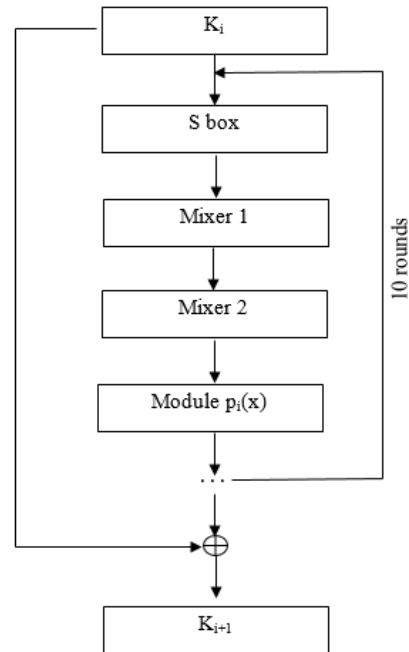 Kᵢ
S box
Mixer 1
Mixer 2
Module pᵢ(x)
10 rounds
...
Kᵢ₊₁